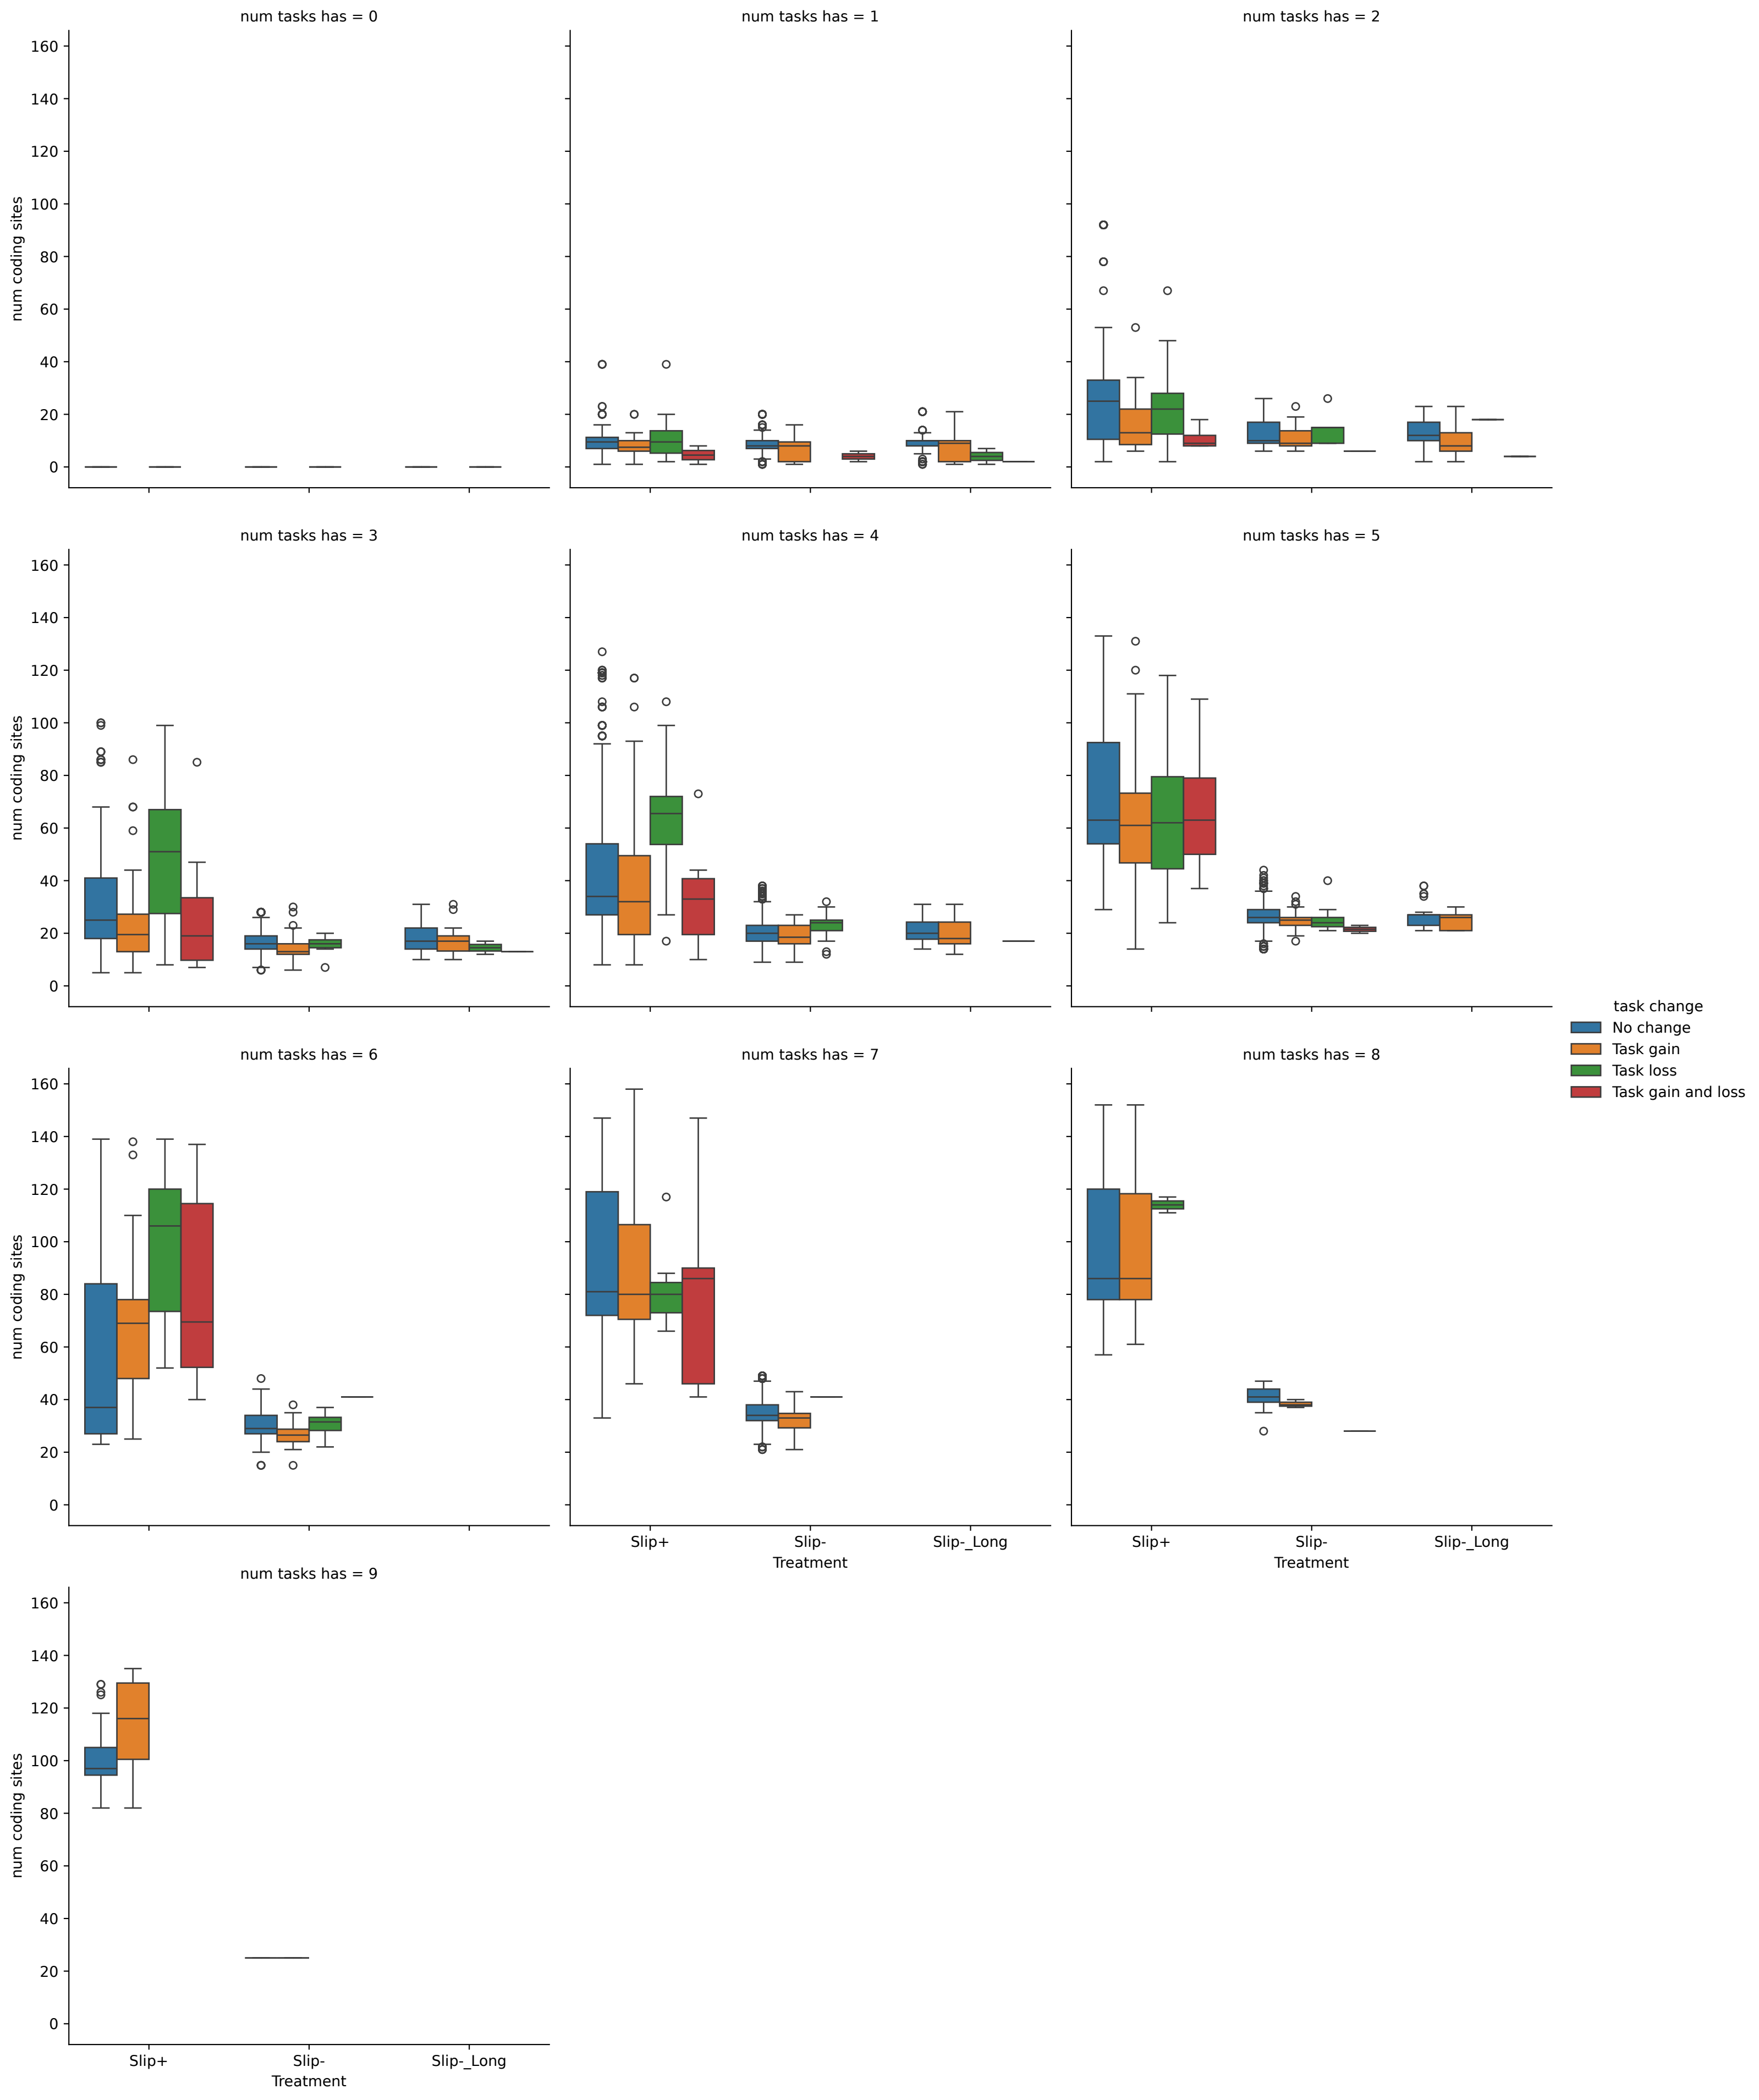 num tasks has = 0
num tasks has = 1
num tasks has = 2
160
140
120
100
80
60
40
20
0
num coding sites
num tasks has = 3
num tasks has = 4
num tasks has = 5
160
140
120
100
80
60
40
20
0
num coding sites
task change
No change
Task gain
Task loss
Task gain and loss
num tasks has = 6
num tasks has = 7
num tasks has = 8
160
140
120
100
80
60
40
20
0
num coding sites
Slip+ Slip- Slip-_Long
Treatment
Slip+ Slip- Slip-_Long
Treatment
num tasks has = 9
160
140
120
100
80
60
40
20
0
num coding sites
Slip+ Slip- Slip-_Long
Treatment